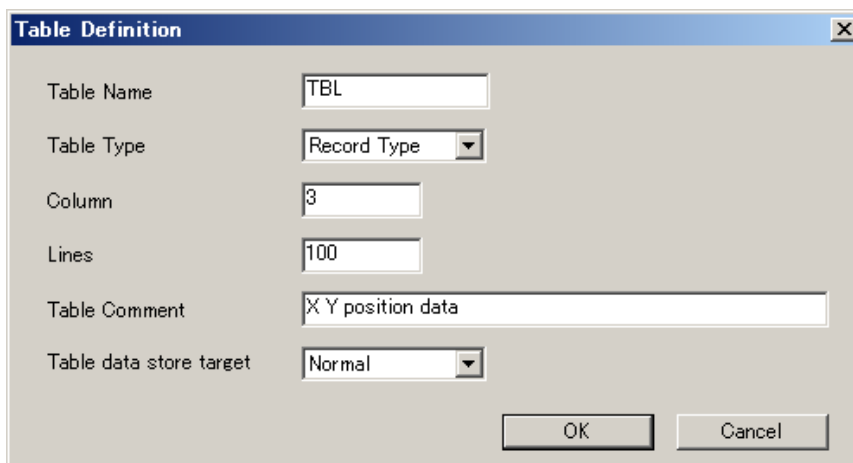 Table Definition
Table Name TBL
Table Type Record Type
Column 3
Lines 100
Table Comment X Y position data
Table data store target Normal
OK Cancel